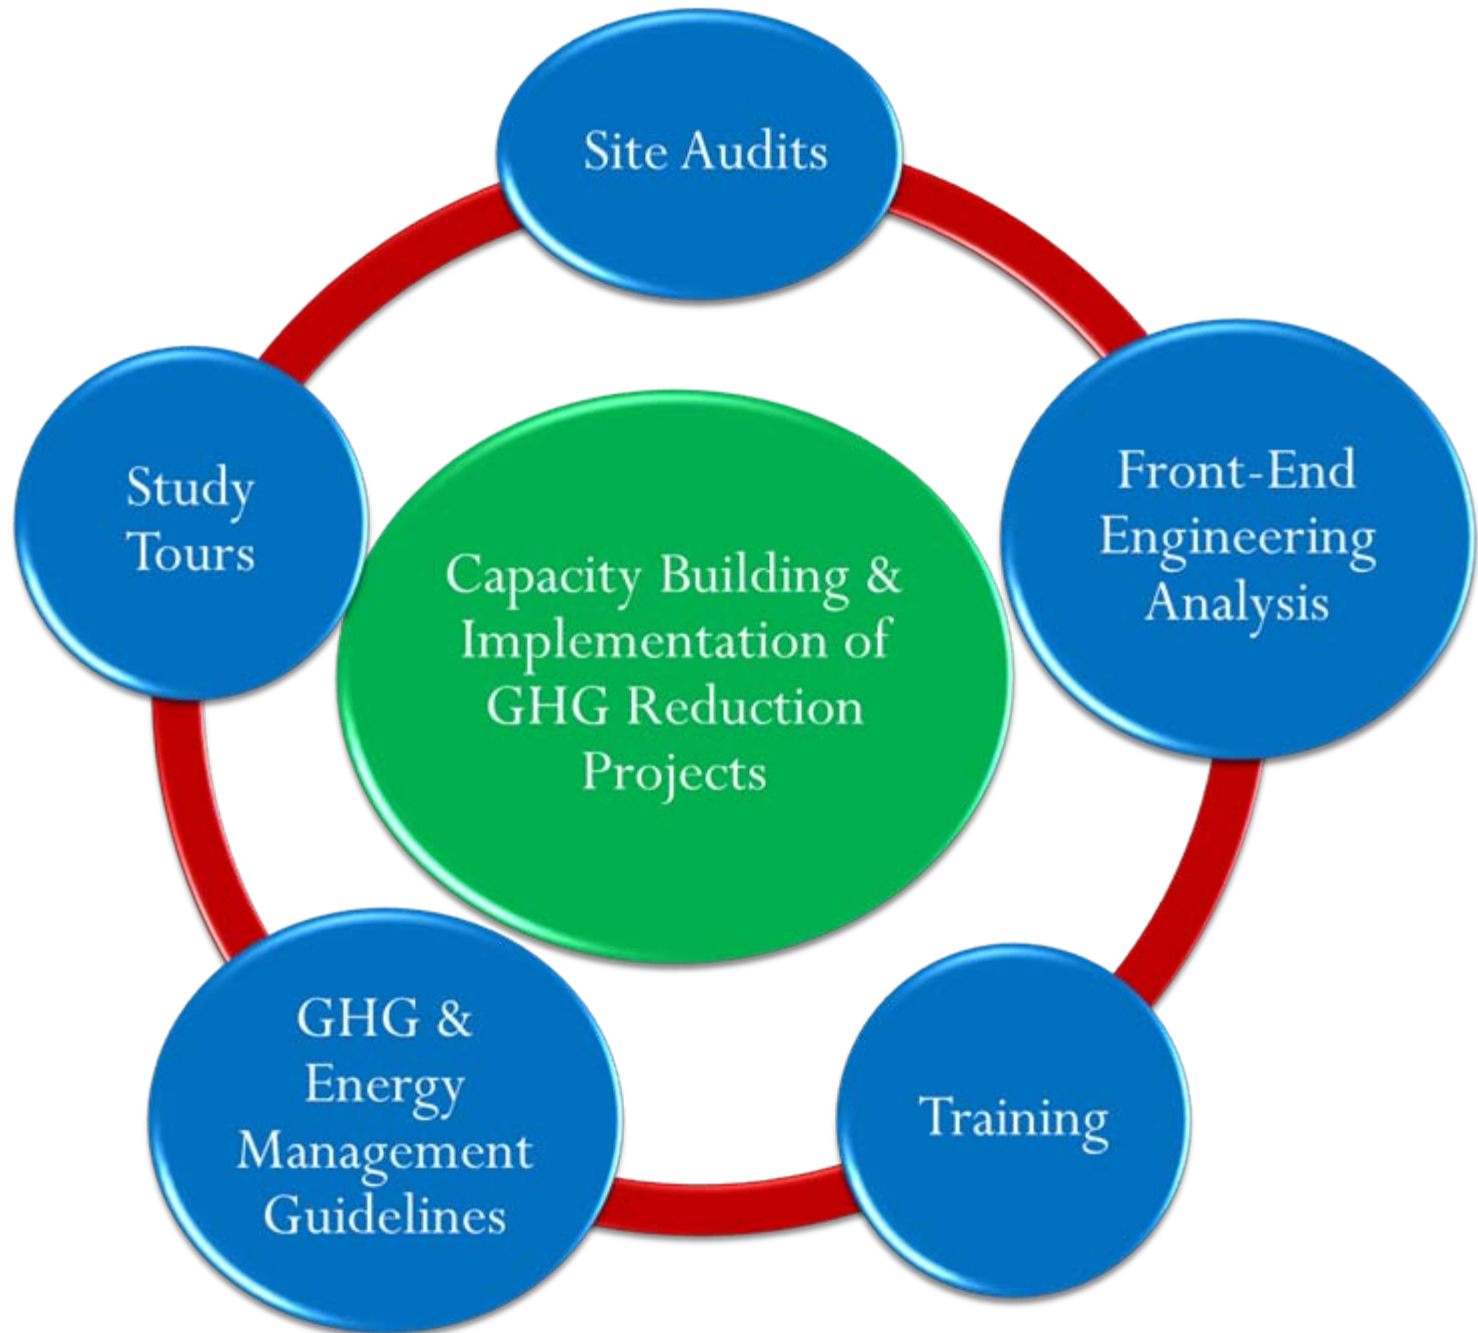 Site Audits
Front-End
Engineering
Analysis
Training
GHG &
Energy
Management
Guidelines
Study
Tours
Capacity Building &
Implementation of
GHG Reduction
Projects